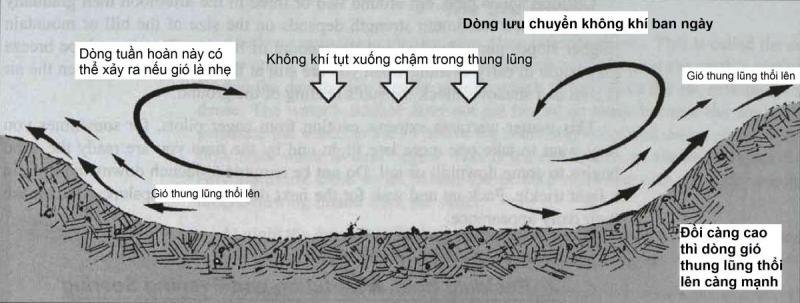 Dòng lưu chuyển không khí ban ngày
Dòng tuần hoàn này có
thể xảy ra nếu gió là nhẹ
Không khí tụt xuống chậm trong thung lũng
Gió thung lũng thổi lên
Gió thung lũng thổi lên
Đồi càng cao
thì dòng gió
thung lũng thổi
lên càng mạnh